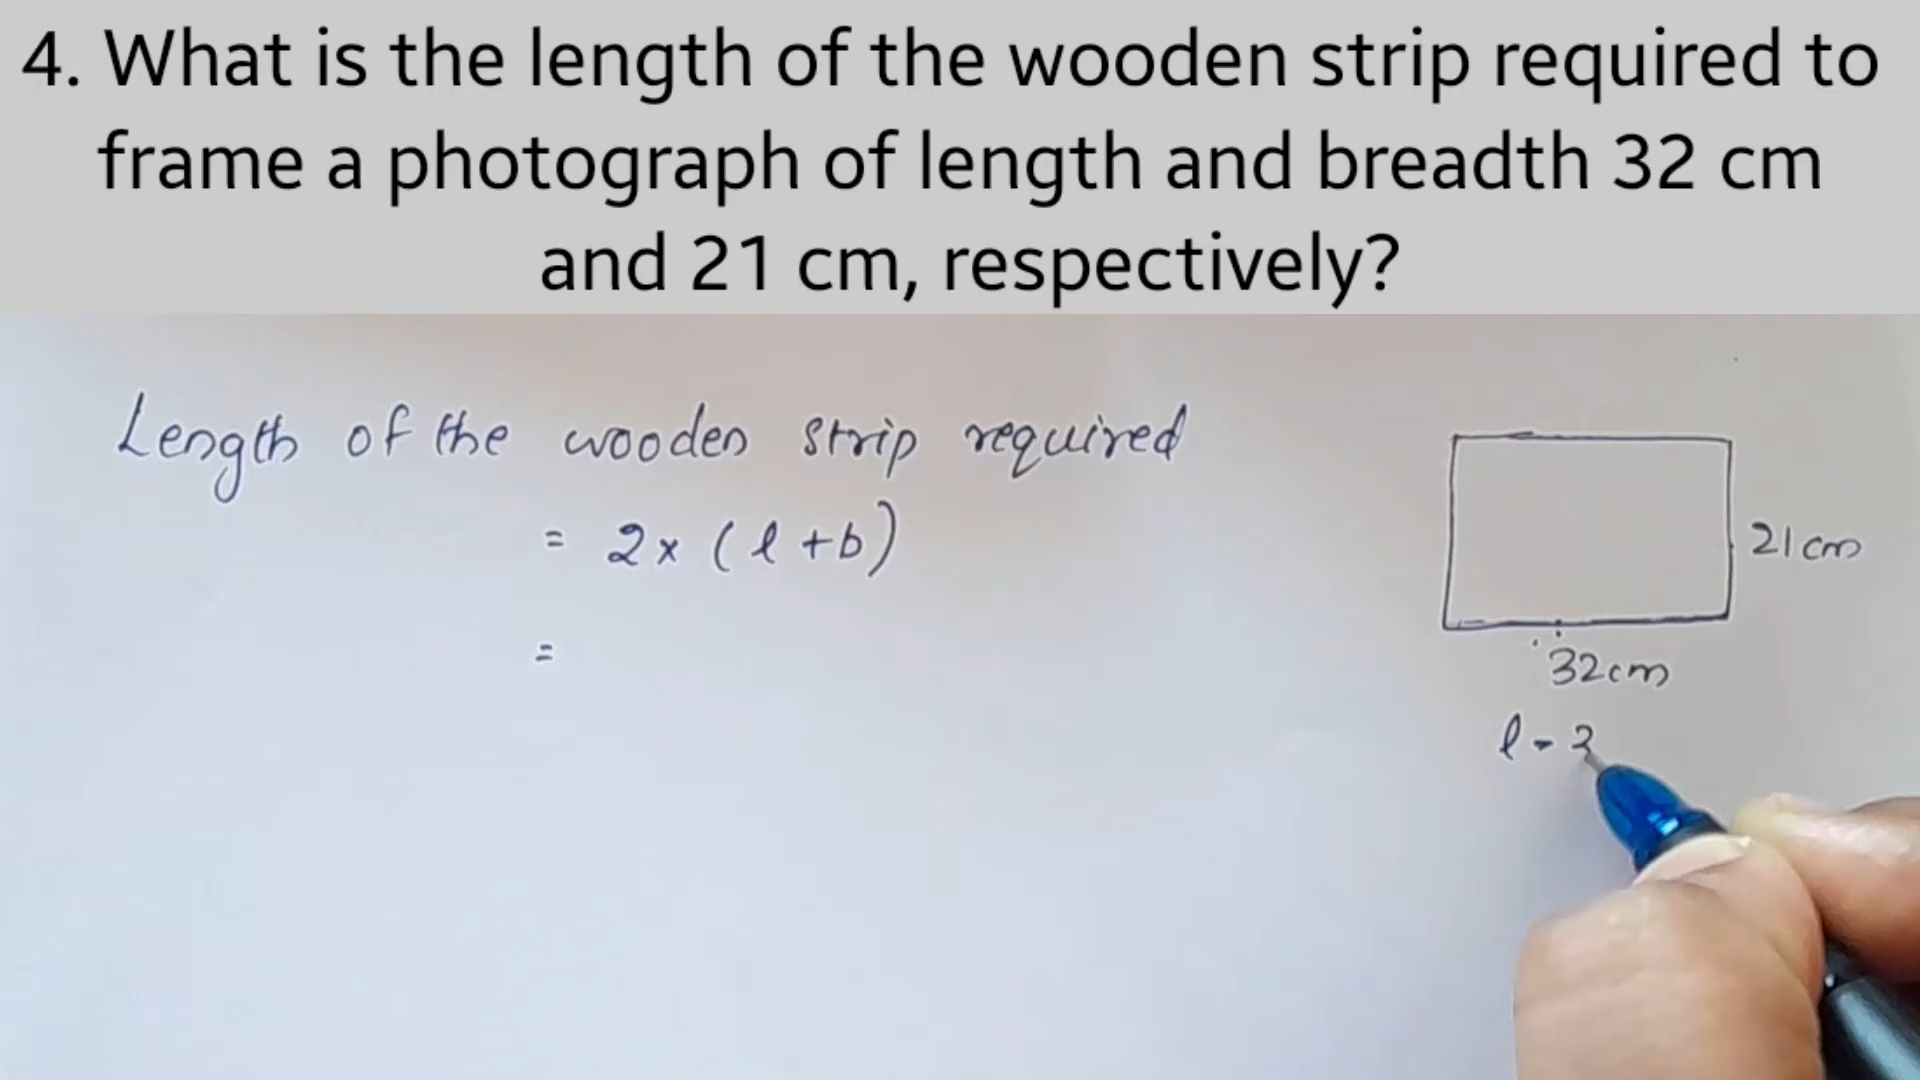 4. What is the length of the wooden strip required to
frame a photograph of length and breadth 32 cm
and 21 cm, respectively?
Length of the wooden strip required
= 2 x ( l + b )
=
21 cm
32 cm
l - 3